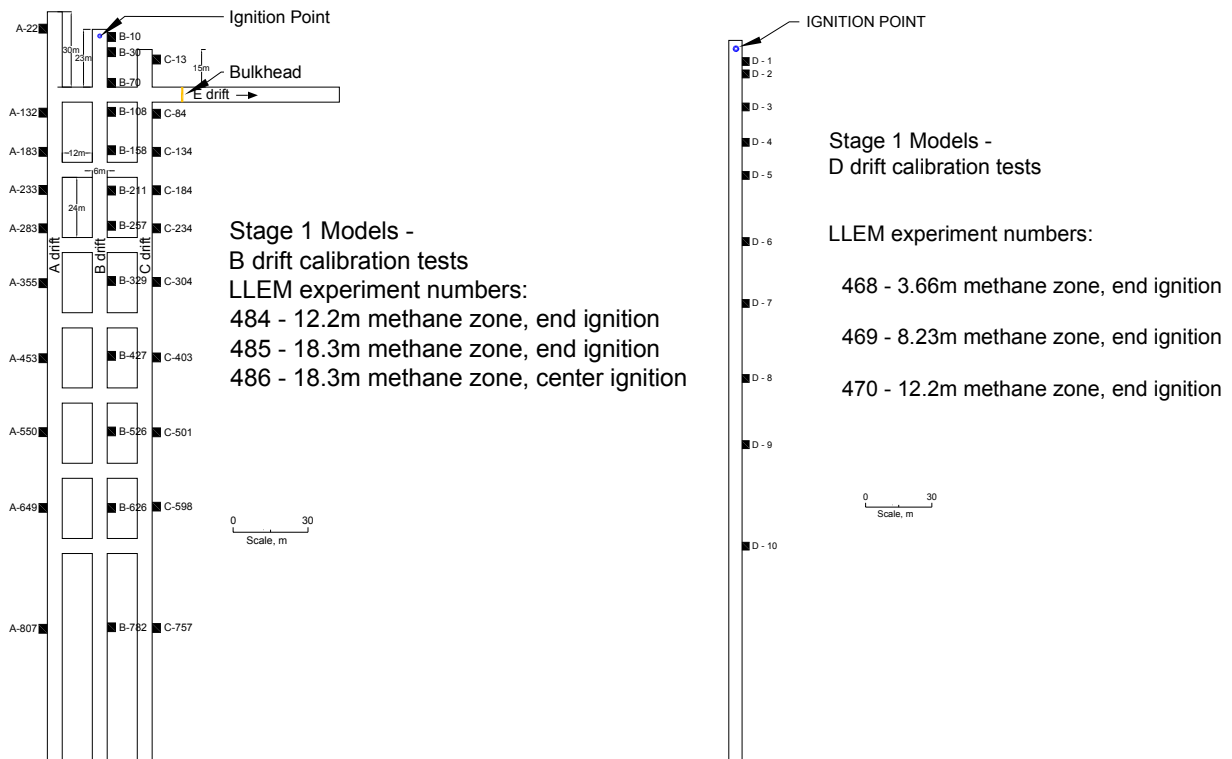 Ignition Point
A-22
B-10
30m
23m
B-30
C-13
15m
Bulkhead
B-70
E drift
A-132
B-108
C-84
A-183
12m
B-158
C-134
6m
A-233
24m
B-211
C-184
A-283
B-257
C-234
A drift
B drift
C drift
A-355
B-329
C-304
A-453
B-427
C-403
A-550
B-526
C-501
A-649
B-626
C-598
A-807
B-782
C-757
Stage 1 Models -
B drift calibration tests
LLEM experiment numbers:
484 - 12.2m methane zone, end ignition
485 - 18.3m methane zone, end ignition
486 - 18.3m methane zone, center ignition
0 30
Scale, m
IGNITION POINT
D - 1
D - 2
D - 3
D - 4
D - 5
D - 6
D - 7
D - 8
D - 9
D - 10
Stage 1 Models -
D drift calibration tests
LLEM experiment numbers:
468 - 3.66m methane zone, end ignition
469 - 8.23m methane zone, end ignition
470 - 12.2m methane zone, end ignition
0 30
Scale, m